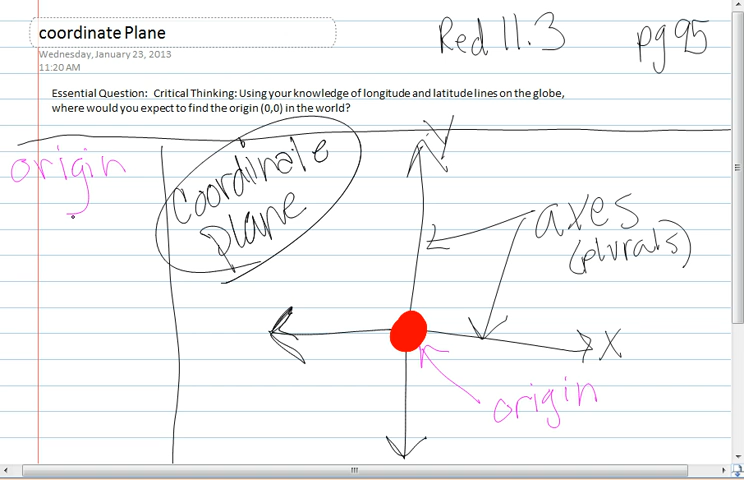 coordinate Plane
Red 11.3
pg 95
Wednesday, January 23, 2013
11:20 AM
Essential Question: Critical Thinking: Using your knowledge of longitude and latitude lines on the globe,
where would you expect to find the origin (0,0) in the world?
origin
Coordinate
plane
axes
(plurals)
X
origin